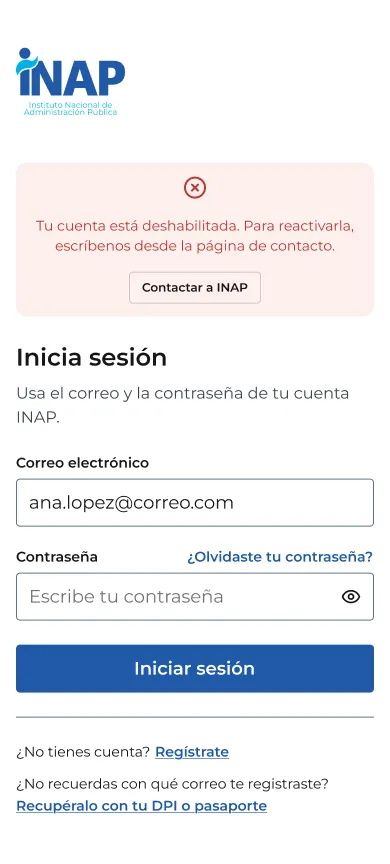 iNAP
Instituto Nacional de
Administración Pública
Tu cuenta está deshabilitada. Para reactivarla,
escríbenos desde la página de contacto.
Contactar a INAP
Inicia sesión
Usa el correo y la contraseña de tu cuenta
INAP.
Correo electrónico
ana.lopez@correo.com
Contraseña ¿Olvidaste tu contraseña?
Escribe tu contraseña
Iniciar sesión
¿No tienes cuenta? Regístrate
¿No recuerdas con qué correo te registraste?
Recupéralo con tu DPI o pasaporte